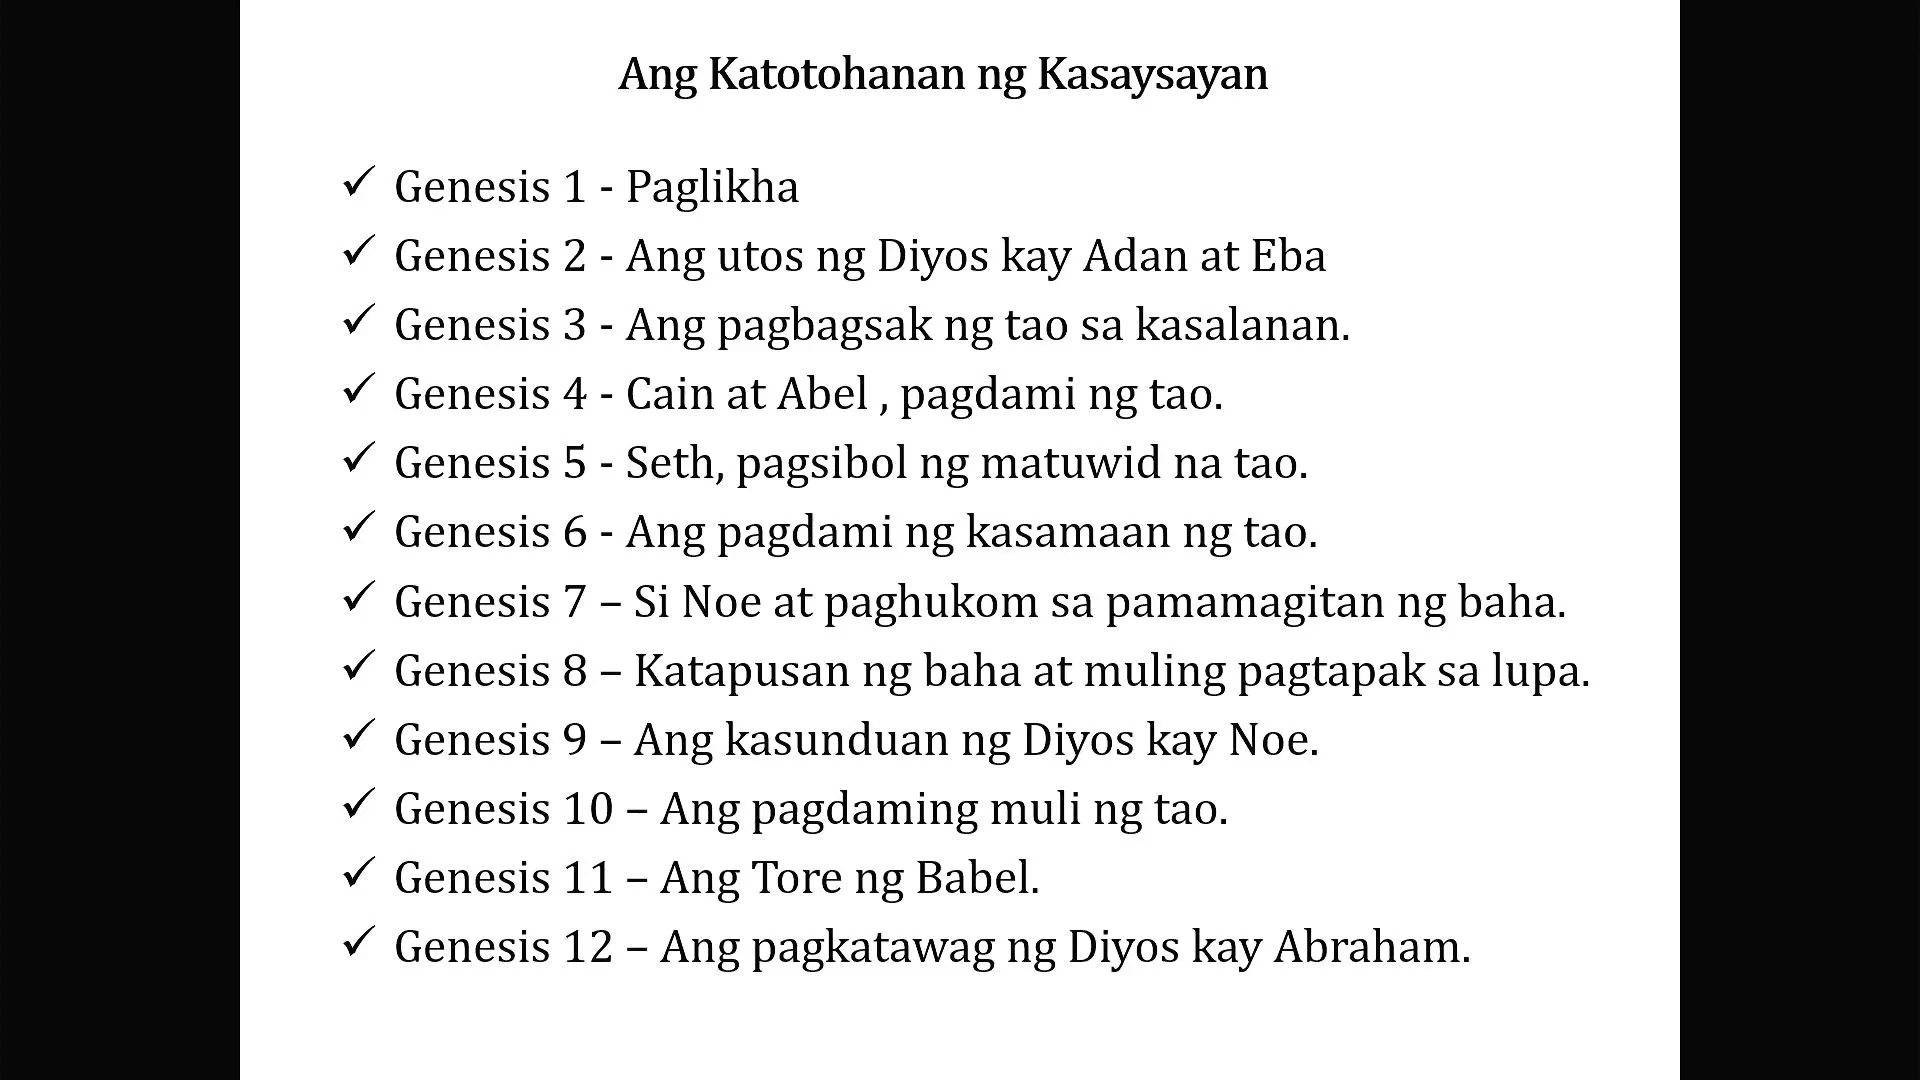 Ang Katotohanan ng Kasaysayan
✓ Genesis 1 - Paglikha
✓ Genesis 2 - Ang utos ng Diyos kay Adan at Eba
✓ Genesis 3 - Ang pagbagsak ng tao sa kasalanan.
✓ Genesis 4 - Cain at Abel , pagdami ng tao.
✓ Genesis 5 - Seth, pagsibol ng matuwid na tao.
✓ Genesis 6 - Ang pagdami ng kasamaan ng tao.
✓ Genesis 7 – Si Noe at paghukom sa pamamagitan ng baha.
✓ Genesis 8 – Katapusan ng baha at muling pagtapak sa lupa.
✓ Genesis 9 – Ang kasunduan ng Diyos kay Noe.
✓ Genesis 10 – Ang pagdaming muli ng tao.
✓ Genesis 11 – Ang Tore ng Babel.
✓ Genesis 12 – Ang pagkatawag ng Diyos kay Abraham.